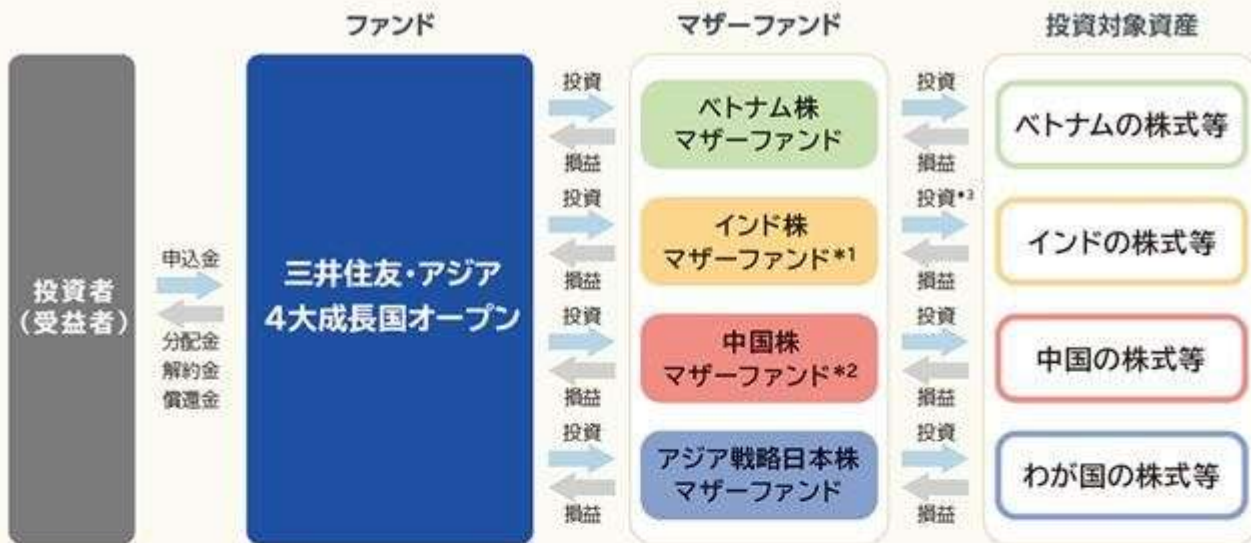 ファンド
マザーファンド
投資対象資産
投資者
（受益者）
申込金
分配金
解約金
償還金
三井住友・アジア
4大成長国オープン
投資
損益
ベトナム株
マザーファンド
投資
損益
ベトナムの株式等
投資
損益
インド株
マザーファンド*1
投資*3
損益
インドの株式等
投資
損益
中国株
マザーファンド*2
投資
損益
中国の株式等
投資
損益
アジア戦略日本株
マザーファンド
投資
損益
わが国の株式等